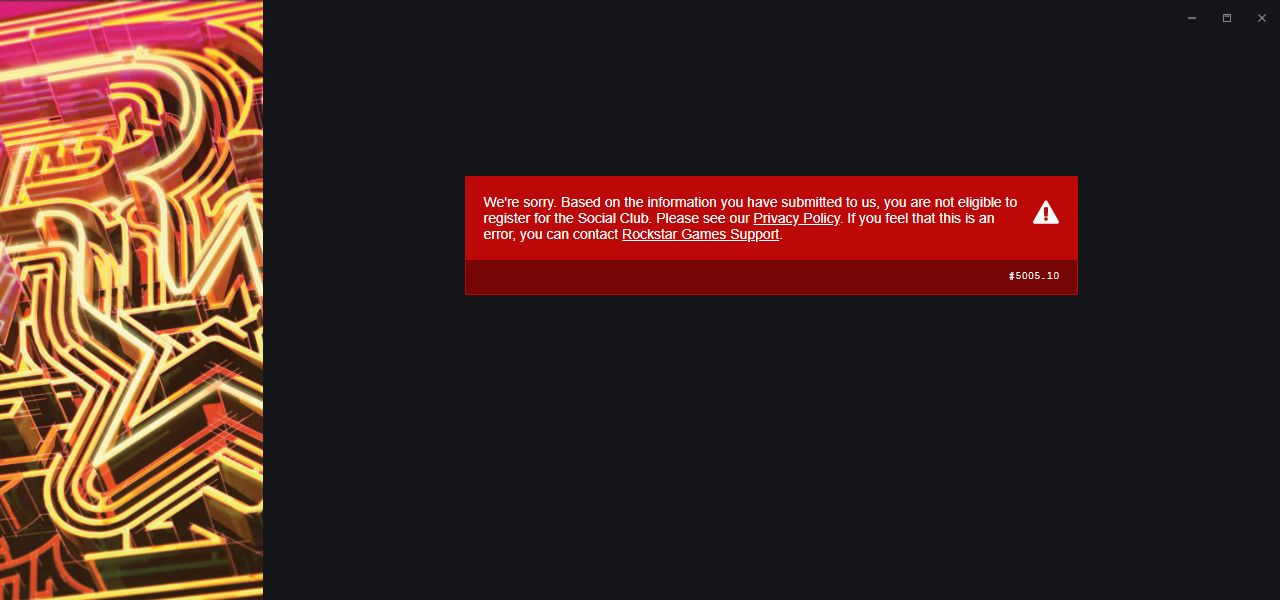 We're sorry. Based on the information you have submitted to us, you are not eligible to
register for the Social Club. Please see our Privacy Policy. If you feel that this is an
error, you can contact Rockstar Games Support.
#5005.10